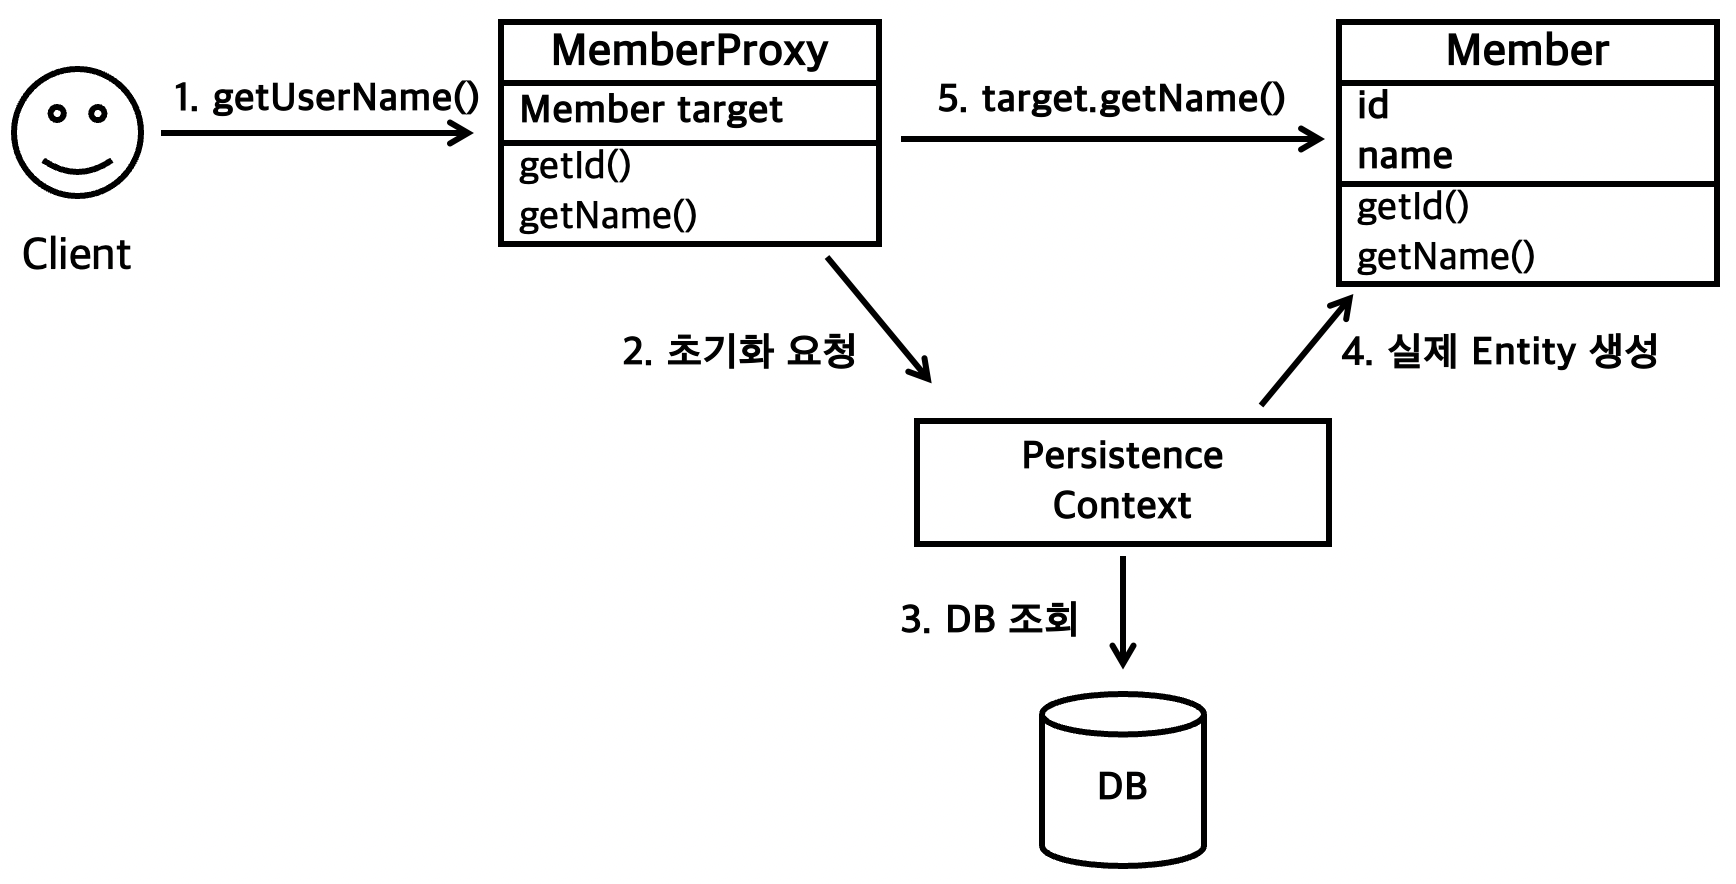 Client
1. getUserName()
MemberProxy
Member target
getId()
getName()
5. target.getName()
Member
id
name
getId()
getName()
2. 초기화 요청
4. 실제 Entity 생성
Persistence
Context
3. DB 조회
DB